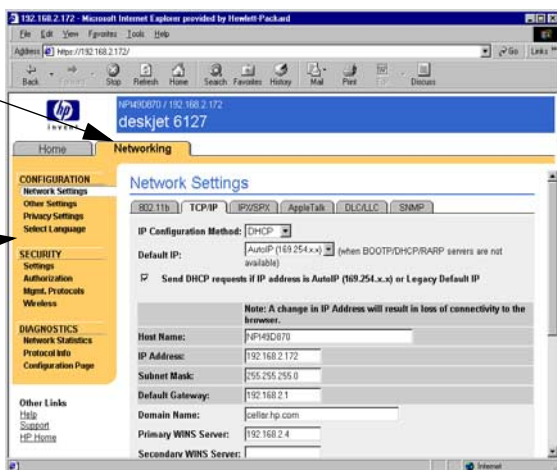 192.168.2.172 - Microsoft Internet Explorer provided by Hewlett-Packard
File Edit View Favorites Tools Help
Address https://192.168.2.172/ Go Links »
Back Forward Stop Refresh Home Search Favorites History Mail Print Edit Discuss
hp
invent
NPI49D870 / 192.168.2.172
deskjet 6127
Home Networking
CONFIGURATION
Network Settings
Other Settings
Privacy Settings
Select Language
SECURITY
Settings
Authorization
Mgmt. Protocols
Wireless
DIAGNOSTICS
Network Statistics
Protocol Info
Configuration Page
Other Links
Help
Support
HP Home
Network Settings
802.11b TCP/IP IPX/SPX AppleTalk DLC/LLC SNMP
IP Configuration Method: DHCP
Default IP: AutoIP (169.254.x.x) (when BOOTP/DHCP/RARP servers are not
available)
Send DHCP requests if IP address is AutoIP (169.254.x.x) or Legacy Default IP
Note: A change in IP Address will result in loss of connectivity to the
browser.
Host Name: NPI49D870
IP Address: 192.168.2.172
Subnet Mask: 255.255.255.0
Default Gateway: 192.168.2.1
Domain Name: cellar.hp.com
Primary WINS Server: 192.168.2.4
Secondary WINS Server:
Internet